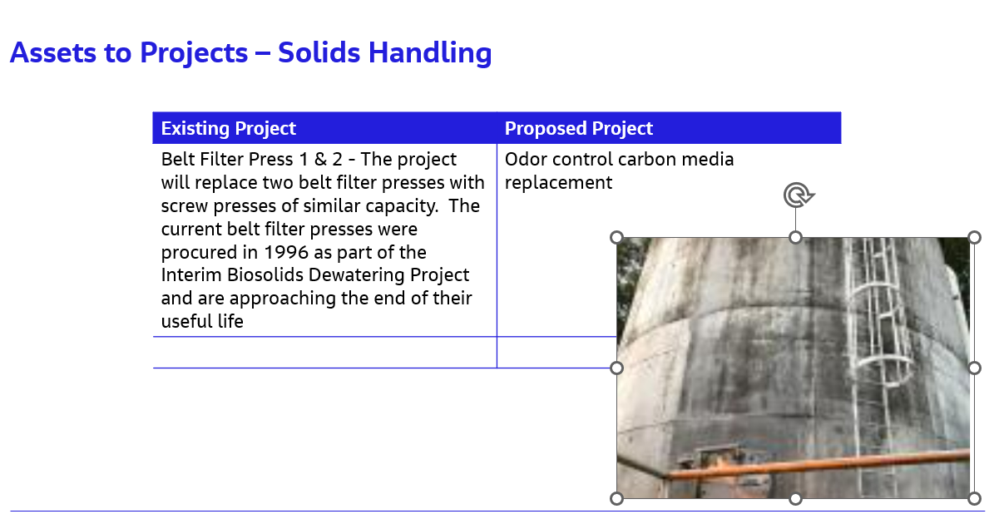 Assets to Projects – Solids Handling
Existing Project
Proposed Project
Belt Filter Press 1 & 2 - The project
will replace two belt filter presses with
screw presses of similar capacity.  The
current belt filter presses were
procured in 1996 as part of the
Interim Biosolids Dewatering Project
and are approaching the end of their
useful life
Odor control carbon media
replacement